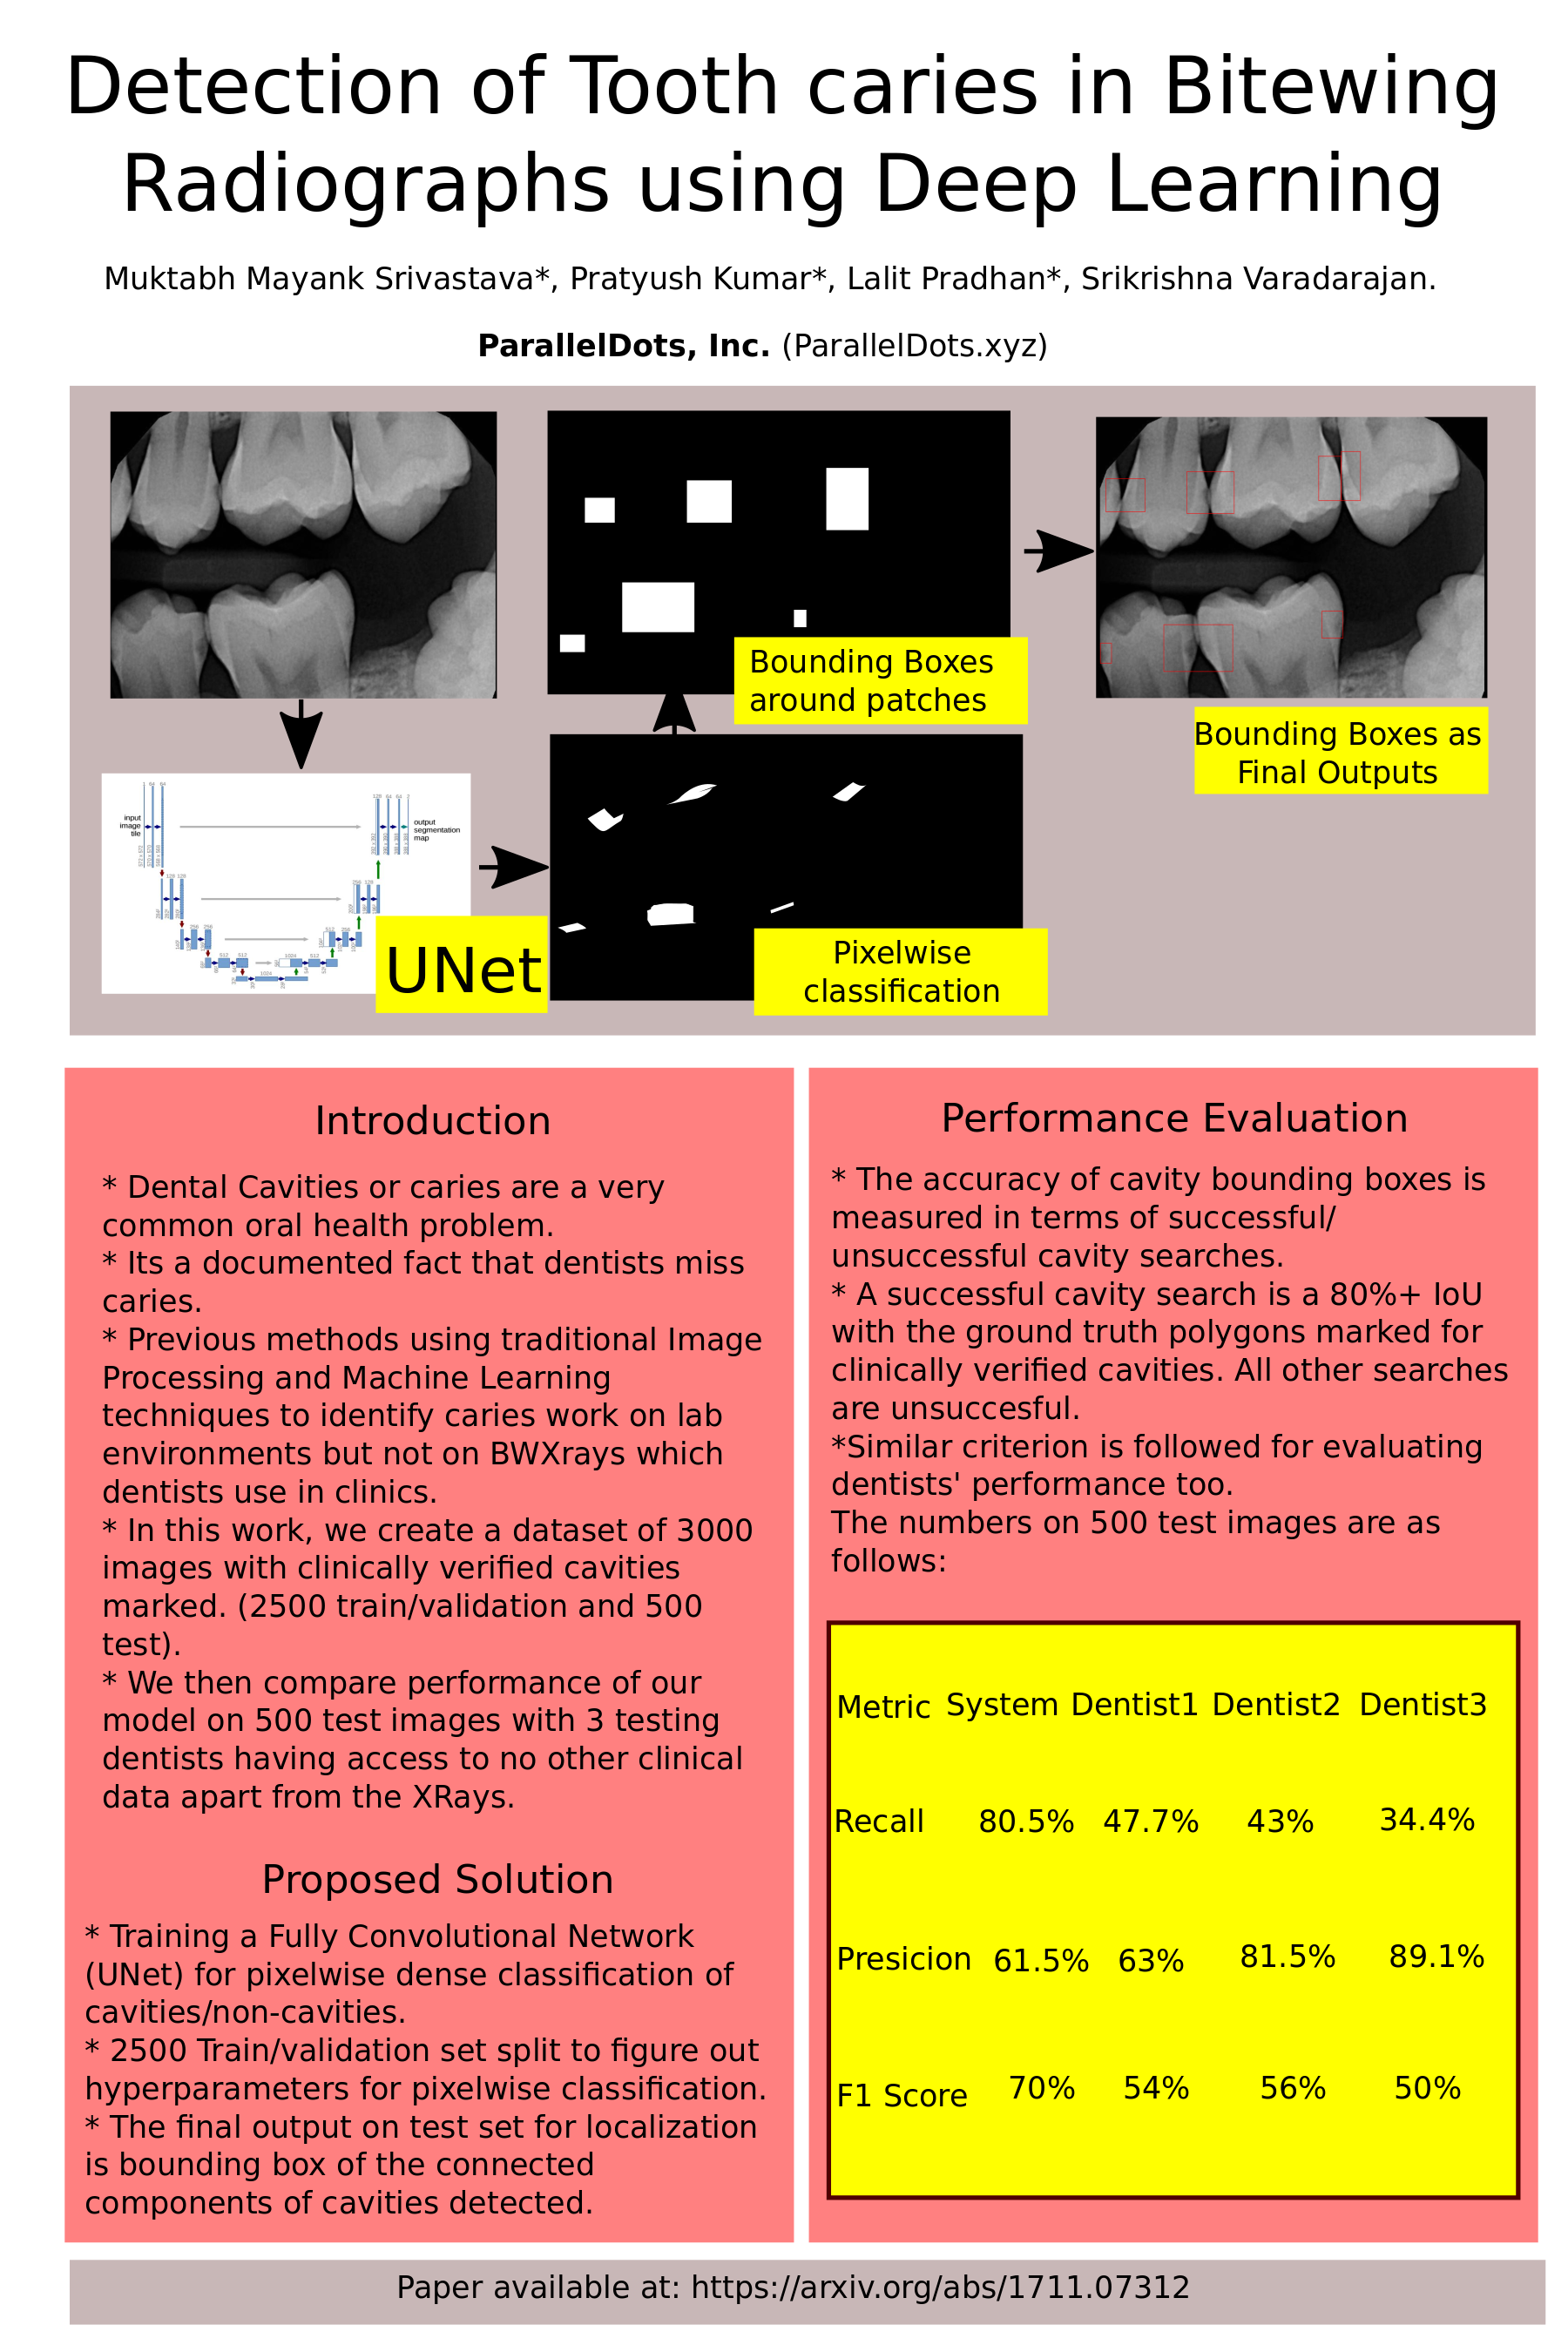 Detection of Tooth caries in Bitewing
Radiographs using Deep Learning
Muktabh Mayank Srivastava*, Pratyush Kumar*, Lalit Pradhan*, Srikrishna Varadarajan.
ParallelDots, Inc. (ParallelDots.xyz)
Bounding Boxes
around patches
Bounding Boxes as
Final Outputs
input
image
tile
output
segmentation
map
UNet
Pixelwise
classification
Introduction
* Dental Cavities or caries are a very
common oral health problem.
* Its a documented fact that dentists miss
caries.
* Previous methods using traditional Image
Processing and Machine Learning
techniques to identify caries work on lab
environments but not on BWXrays which
dentists use in clinics.
* In this work, we create a dataset of 3000
images with clinically verified cavities
marked. (2500 train/validation and 500
test).
* We then compare performance of our
model on 500 test images with 3 testing
dentists having access to no other clinical
data apart from the XRays.
Proposed Solution
* Training a Fully Convolutional Network
(UNet) for pixelwise dense classification of
cavities/non-cavities.
* 2500 Train/validation set split to figure out
hyperparameters for pixelwise classification.
* The final output on test set for localization
is bounding box of the connected
components of cavities detected.
Performance Evaluation
* The accuracy of cavity bounding boxes is
measured in terms of successful/
unsuccessful cavity searches.
* A successful cavity search is a 80%+ IoU
with the ground truth polygons marked for
clinically verified cavities. All other searches
are unsuccesful.
*Similar criterion is followed for evaluating
dentists' performance too.
The numbers on 500 test images are as
follows:
Metric System Dentist1 Dentist2 Dentist3
Recall 80.5% 47.7% 43% 34.4%
Presicion 61.5% 63% 81.5% 89.1%
F1 Score 70% 54% 56% 50%
Paper available at: https://arxiv.org/abs/1711.07312